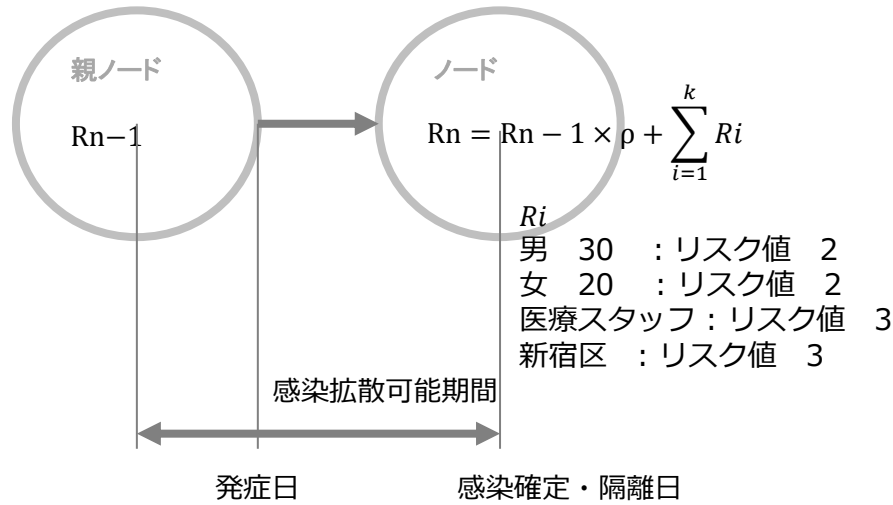 親ノード
ノード
Rn−1
Rn = Rn − 1 × ρ + ∑_{i=1}^{k} Ri
Ri
男 30 : リスク値 2
女 20 : リスク値 2
医療スタッフ : リスク値 3
新宿区 : リスク値 3
感染拡散可能期間
発症日
感染確定・隔離日